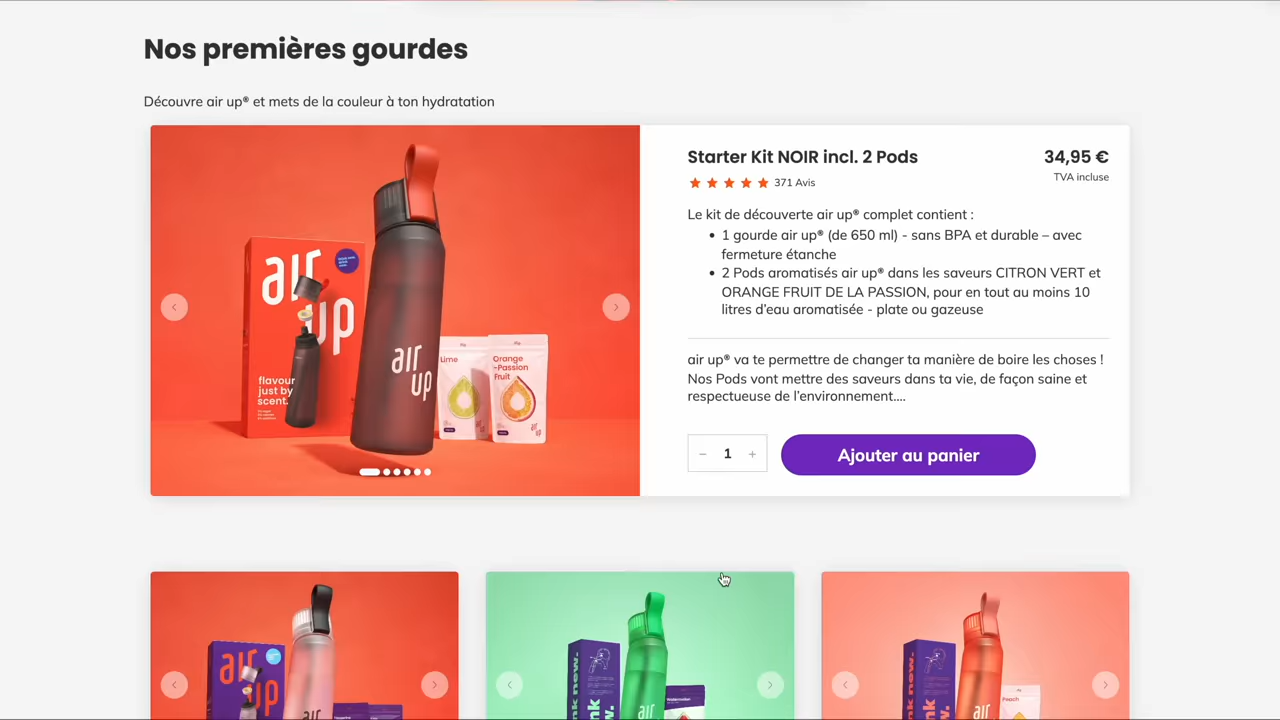 Nos premières gourdes
Découvre air up® et mets de la couleur à ton hydratation
Starter Kit NOIR incl. 2 Pods
34,95 €
371 Avis
TVA incluse
Le kit de découverte air up® complet contient :
1 gourde air up® (de 650 ml) - sans BPA et durable – avec
fermeture étanche
2 Pods aromatisés air up® dans les saveurs CITRON VERT et
ORANGE FRUIT DE LA PASSION, pour en tout au moins 10
litres d'eau aromatisée - plate ou gazeuse
air up® va te permettre de changer ta manière de boire les choses !
Nos Pods vont mettre des saveurs dans ta vie, de façon saine et
respectueuse de l'environnement....
− 1 +
Ajouter au panier
air
up
flavour
just by
scent.
air
up
Lime
Orange
-Passion
Fruit
air
up
air
air
air